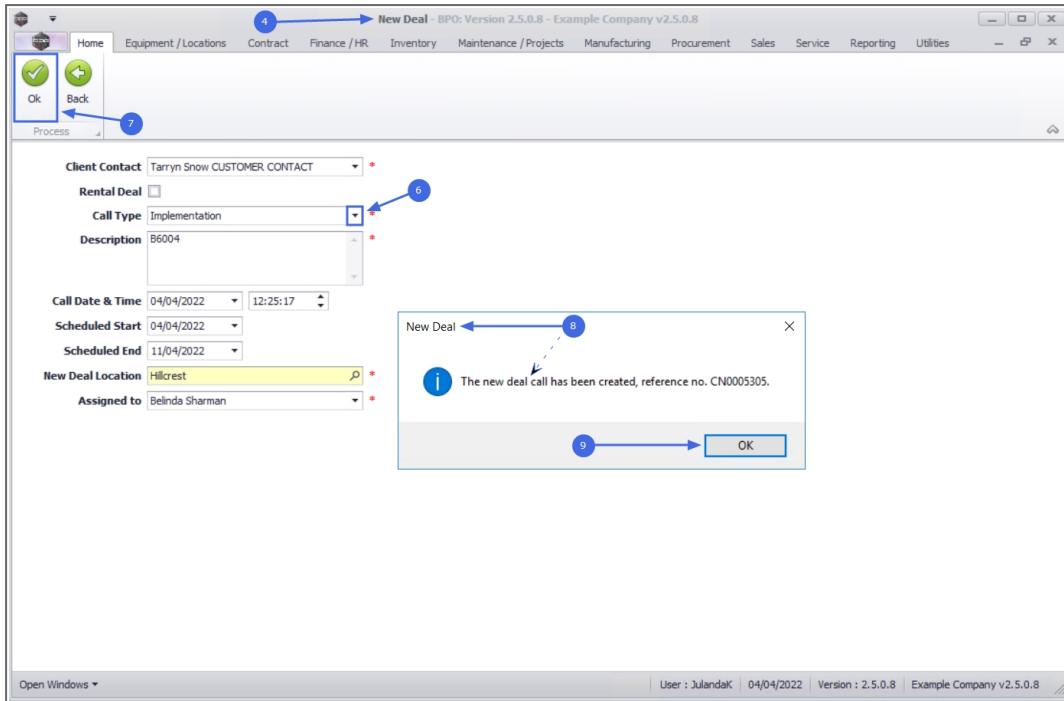 4
New Deal - BPO: Version 2.5.0.8 - Example Company v2.5.0.8
Home Equipment / Locations Contract Finance / HR Inventory Maintenance / Projects Manufacturing Procurement Sales Service Reporting Utilities
Ok Back
7
Process
Client Contact Tarryn Snow CUSTOMER CONTACT *
Rental Deal
6
Call Type Implementation *
Description B6004 *
Call Date & Time 04/04/2022 12:25:17
Scheduled Start 04/04/2022
Scheduled End 11/04/2022
New Deal Location Hillcrest *
Assigned to Belinda Sharman *
New Deal 8
The new deal call has been created, reference no. CN0005305.
9 OK
Open Windows User : JulandaK 04/04/2022 Version : 2.5.0.8 Example Company v2.5.0.8